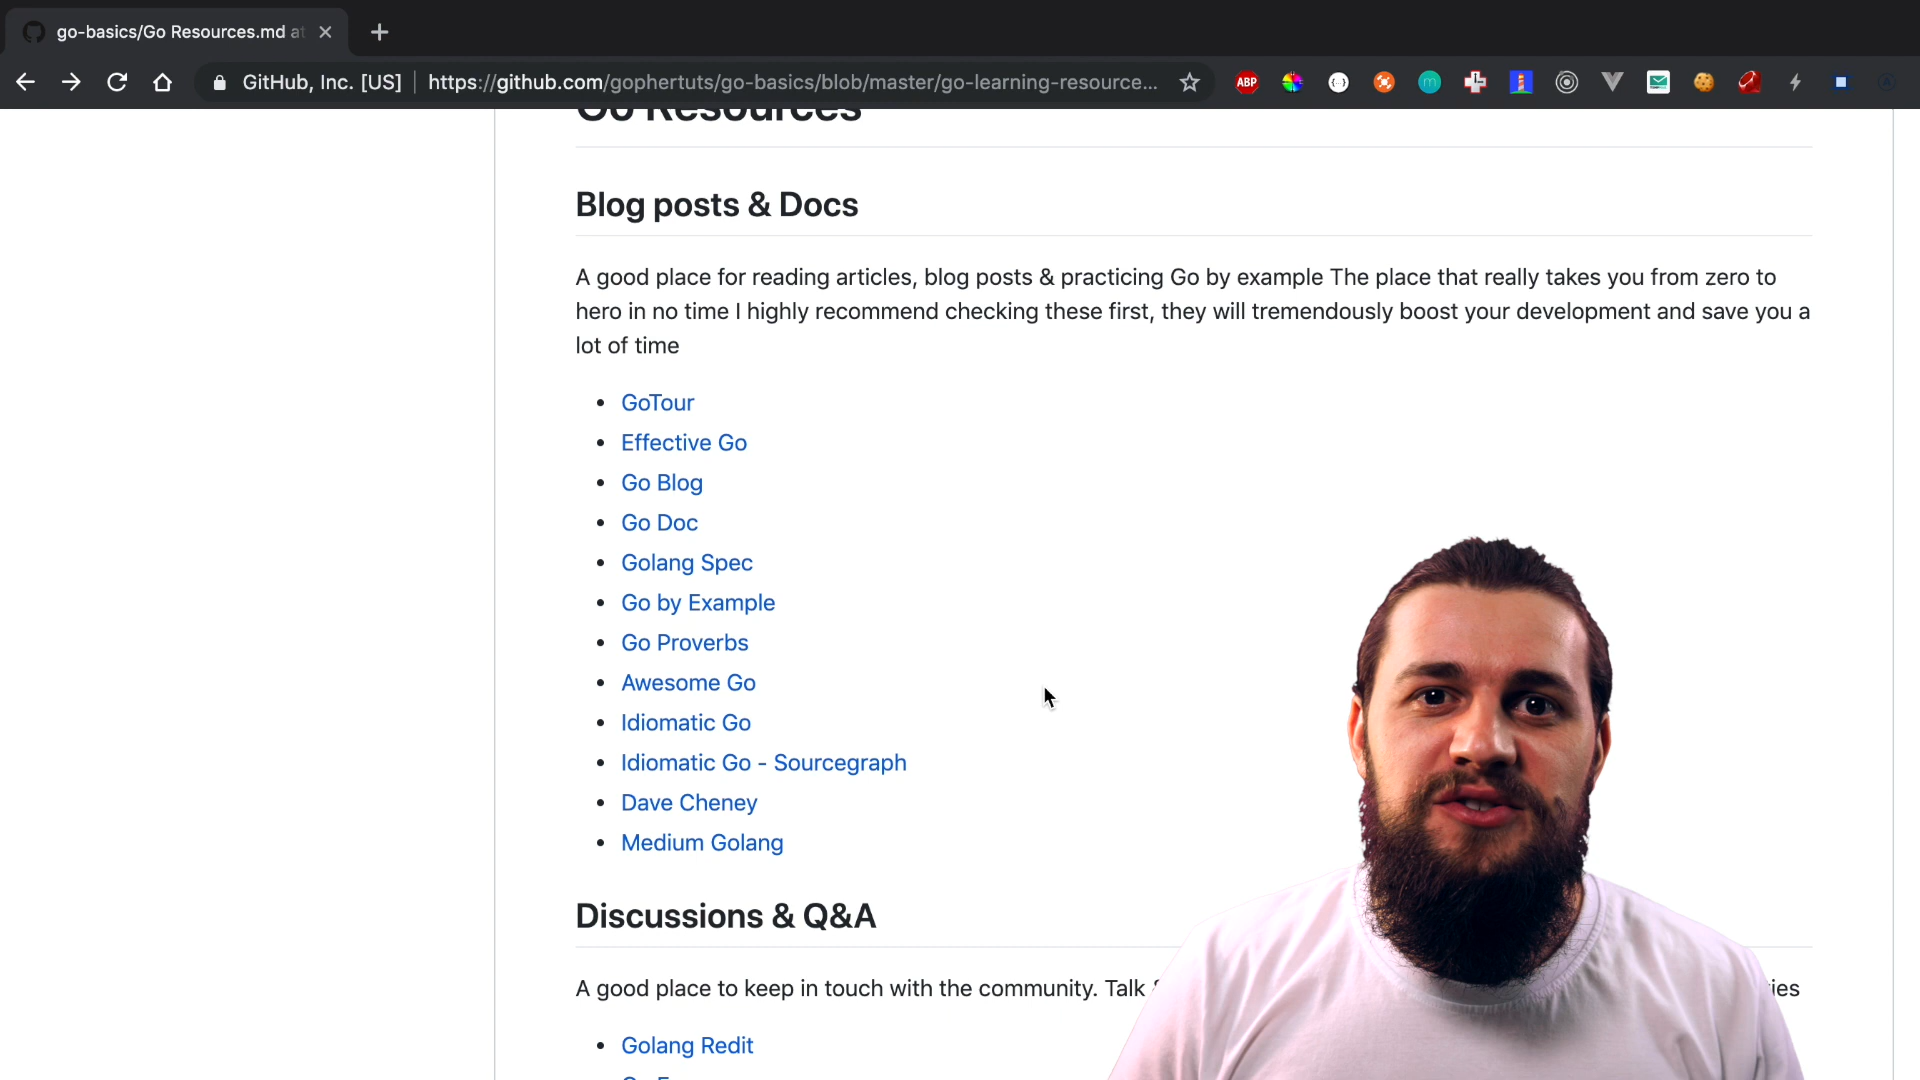 go-basics/Go Resources.md at
GitHub, Inc. [US] https://github.com/gophertuts/go-basics/blob/master/go-learning-resource...
ABP
Go Resources
Blog posts & Docs
A good place for reading articles, blog posts & practicing Go by example The place that really takes you from zero to
hero in no time I highly recommend checking these first, they will tremendously boost your development and save you a
lot of time
GoTour
Effective Go
Go Blog
Go Doc
Golang Spec
Go by Example
Go Proverbs
Awesome Go
Idiomatic Go
Idiomatic Go - Sourcegraph
Dave Cheney
Medium Golang
Discussions & Q&A
A good place to keep in touch with the community. Talk
Golang Redit